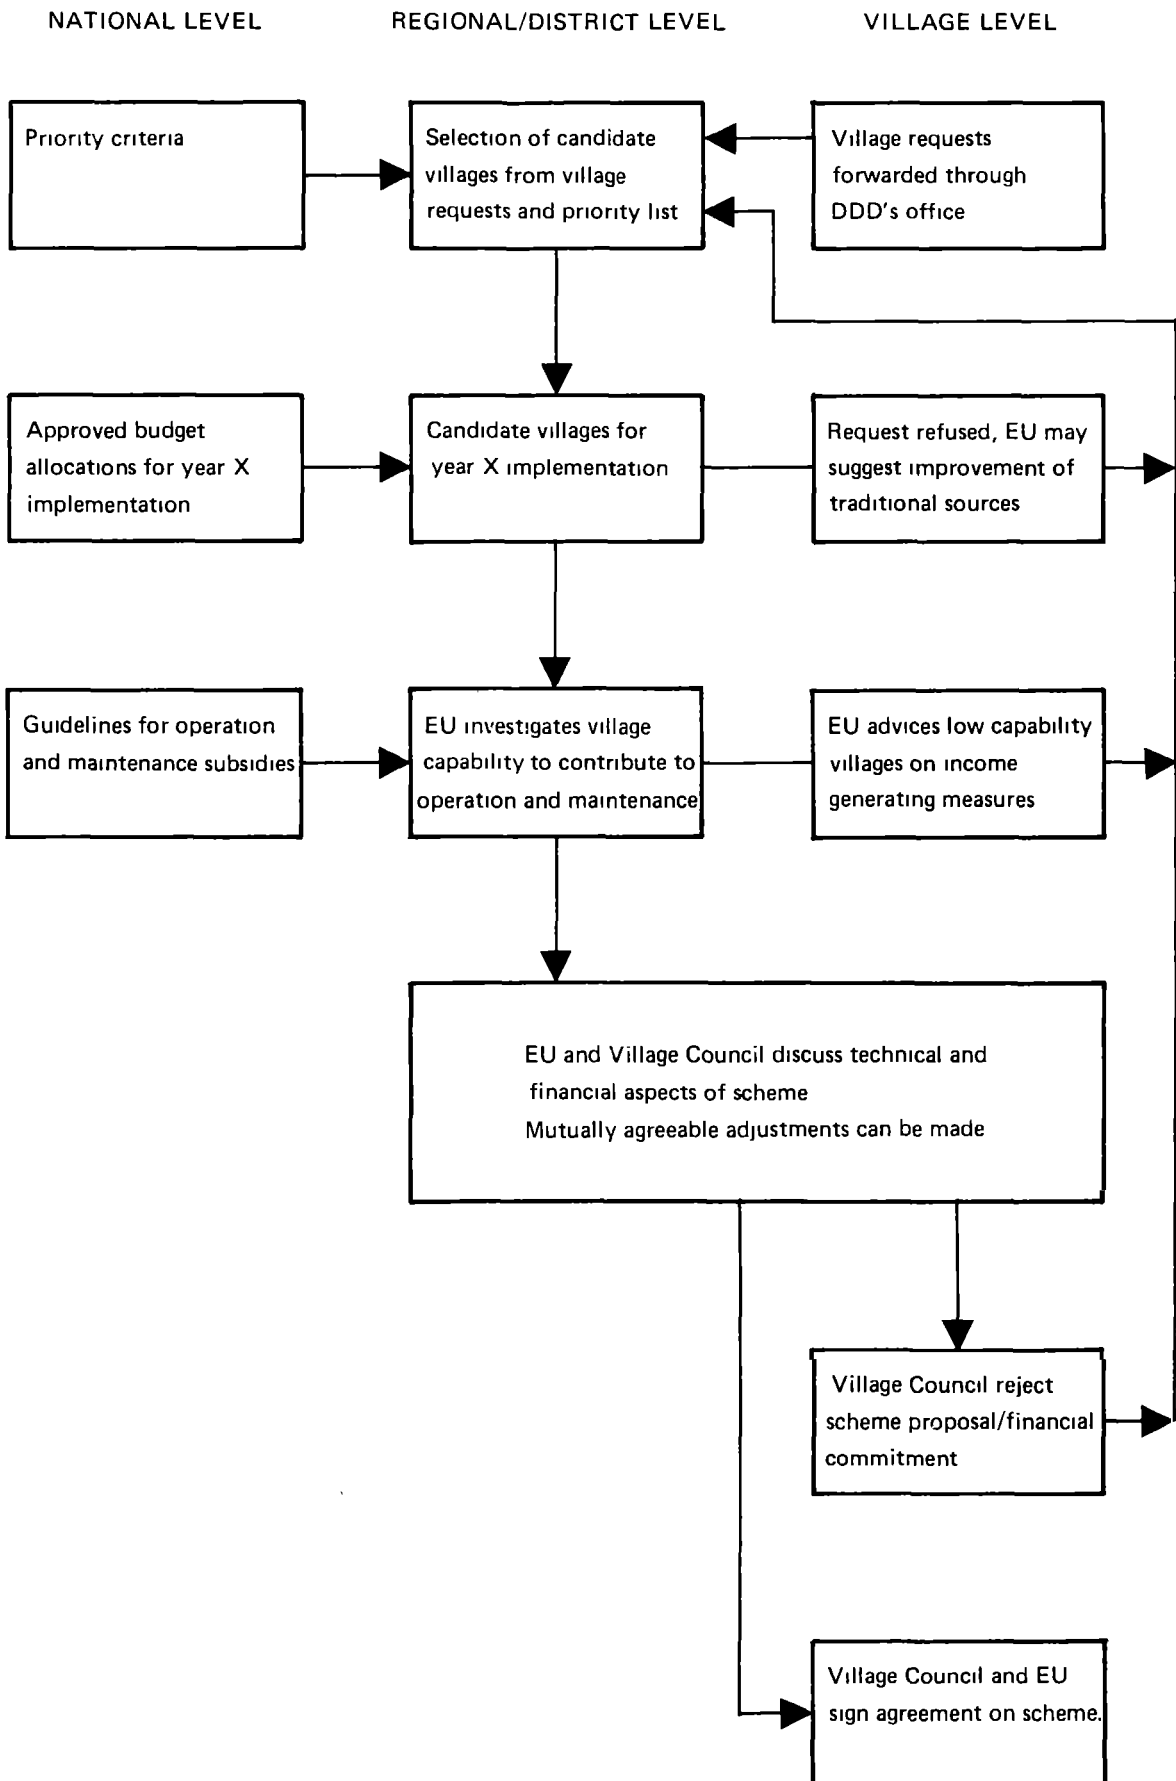 NATIONAL LEVEL
REGIONAL/DISTRICT LEVEL
VILLAGE LEVEL
Priority criteria
Selection of candidate
villages from village
requests and priority list
Village requests
forwarded through
DDD's office
Approved budget
allocations for year X
implementation
Candidate villages for
year X implementation
Request refused, EU may
suggest improvement of
traditional sources
Guidelines for operation
and maintenance subsidies
EU investigates village
capability to contribute to
operation and maintenance
EU advices low capability
villages on income
generating measures
EU and Village Council discuss technical and
financial aspects of scheme
Mutually agreeable adjustments can be made
Village Council reject
scheme proposal/financial
commitment
Village Council and EU
sign agreement on scheme.